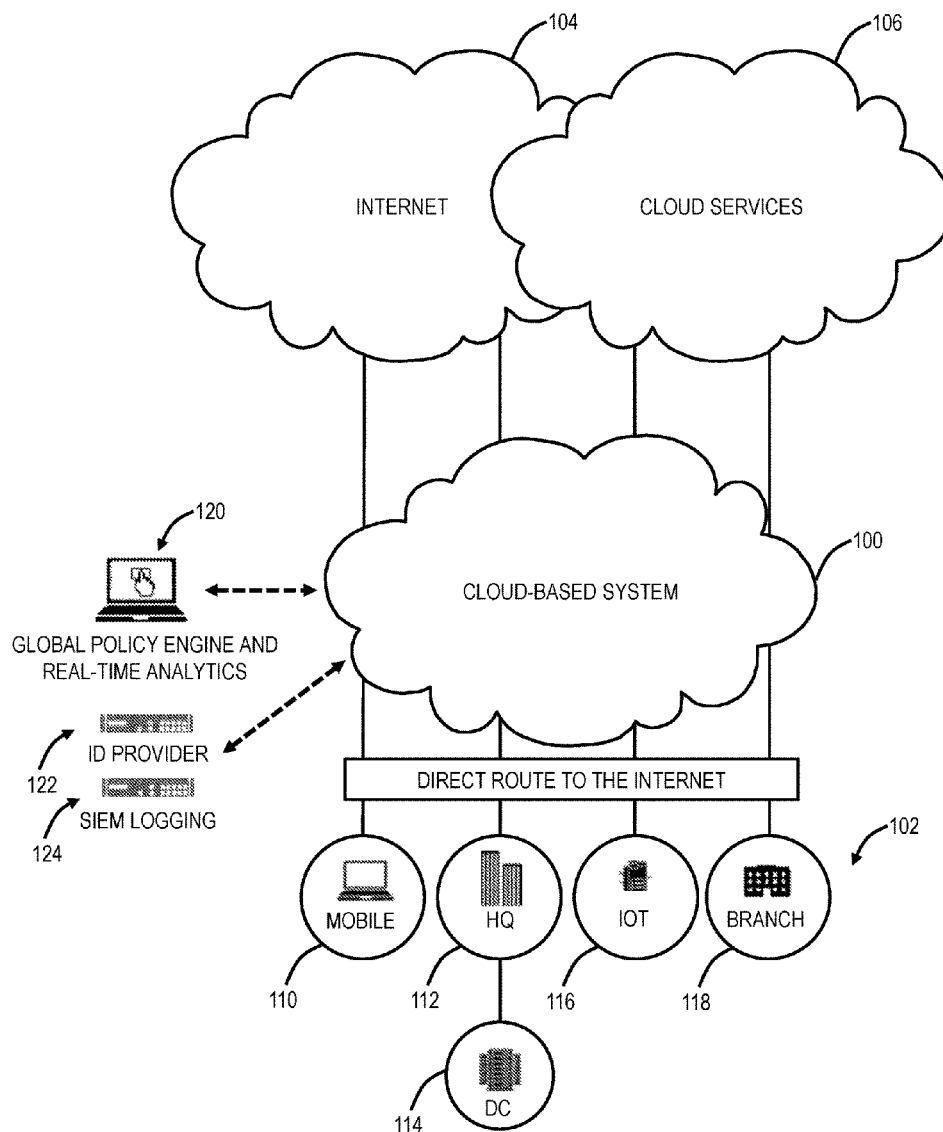 104
106
INTERNET
CLOUD SERVICES
120
100
CLOUD-BASED SYSTEM
GLOBAL POLICY ENGINE AND
REAL-TIME ANALYTICS
122
ID PROVIDER
DIRECT ROUTE TO THE INTERNET
124
SIEM LOGGING
102
MOBILE
HQ
IOT
BRANCH
110
112
116
118
114
DC